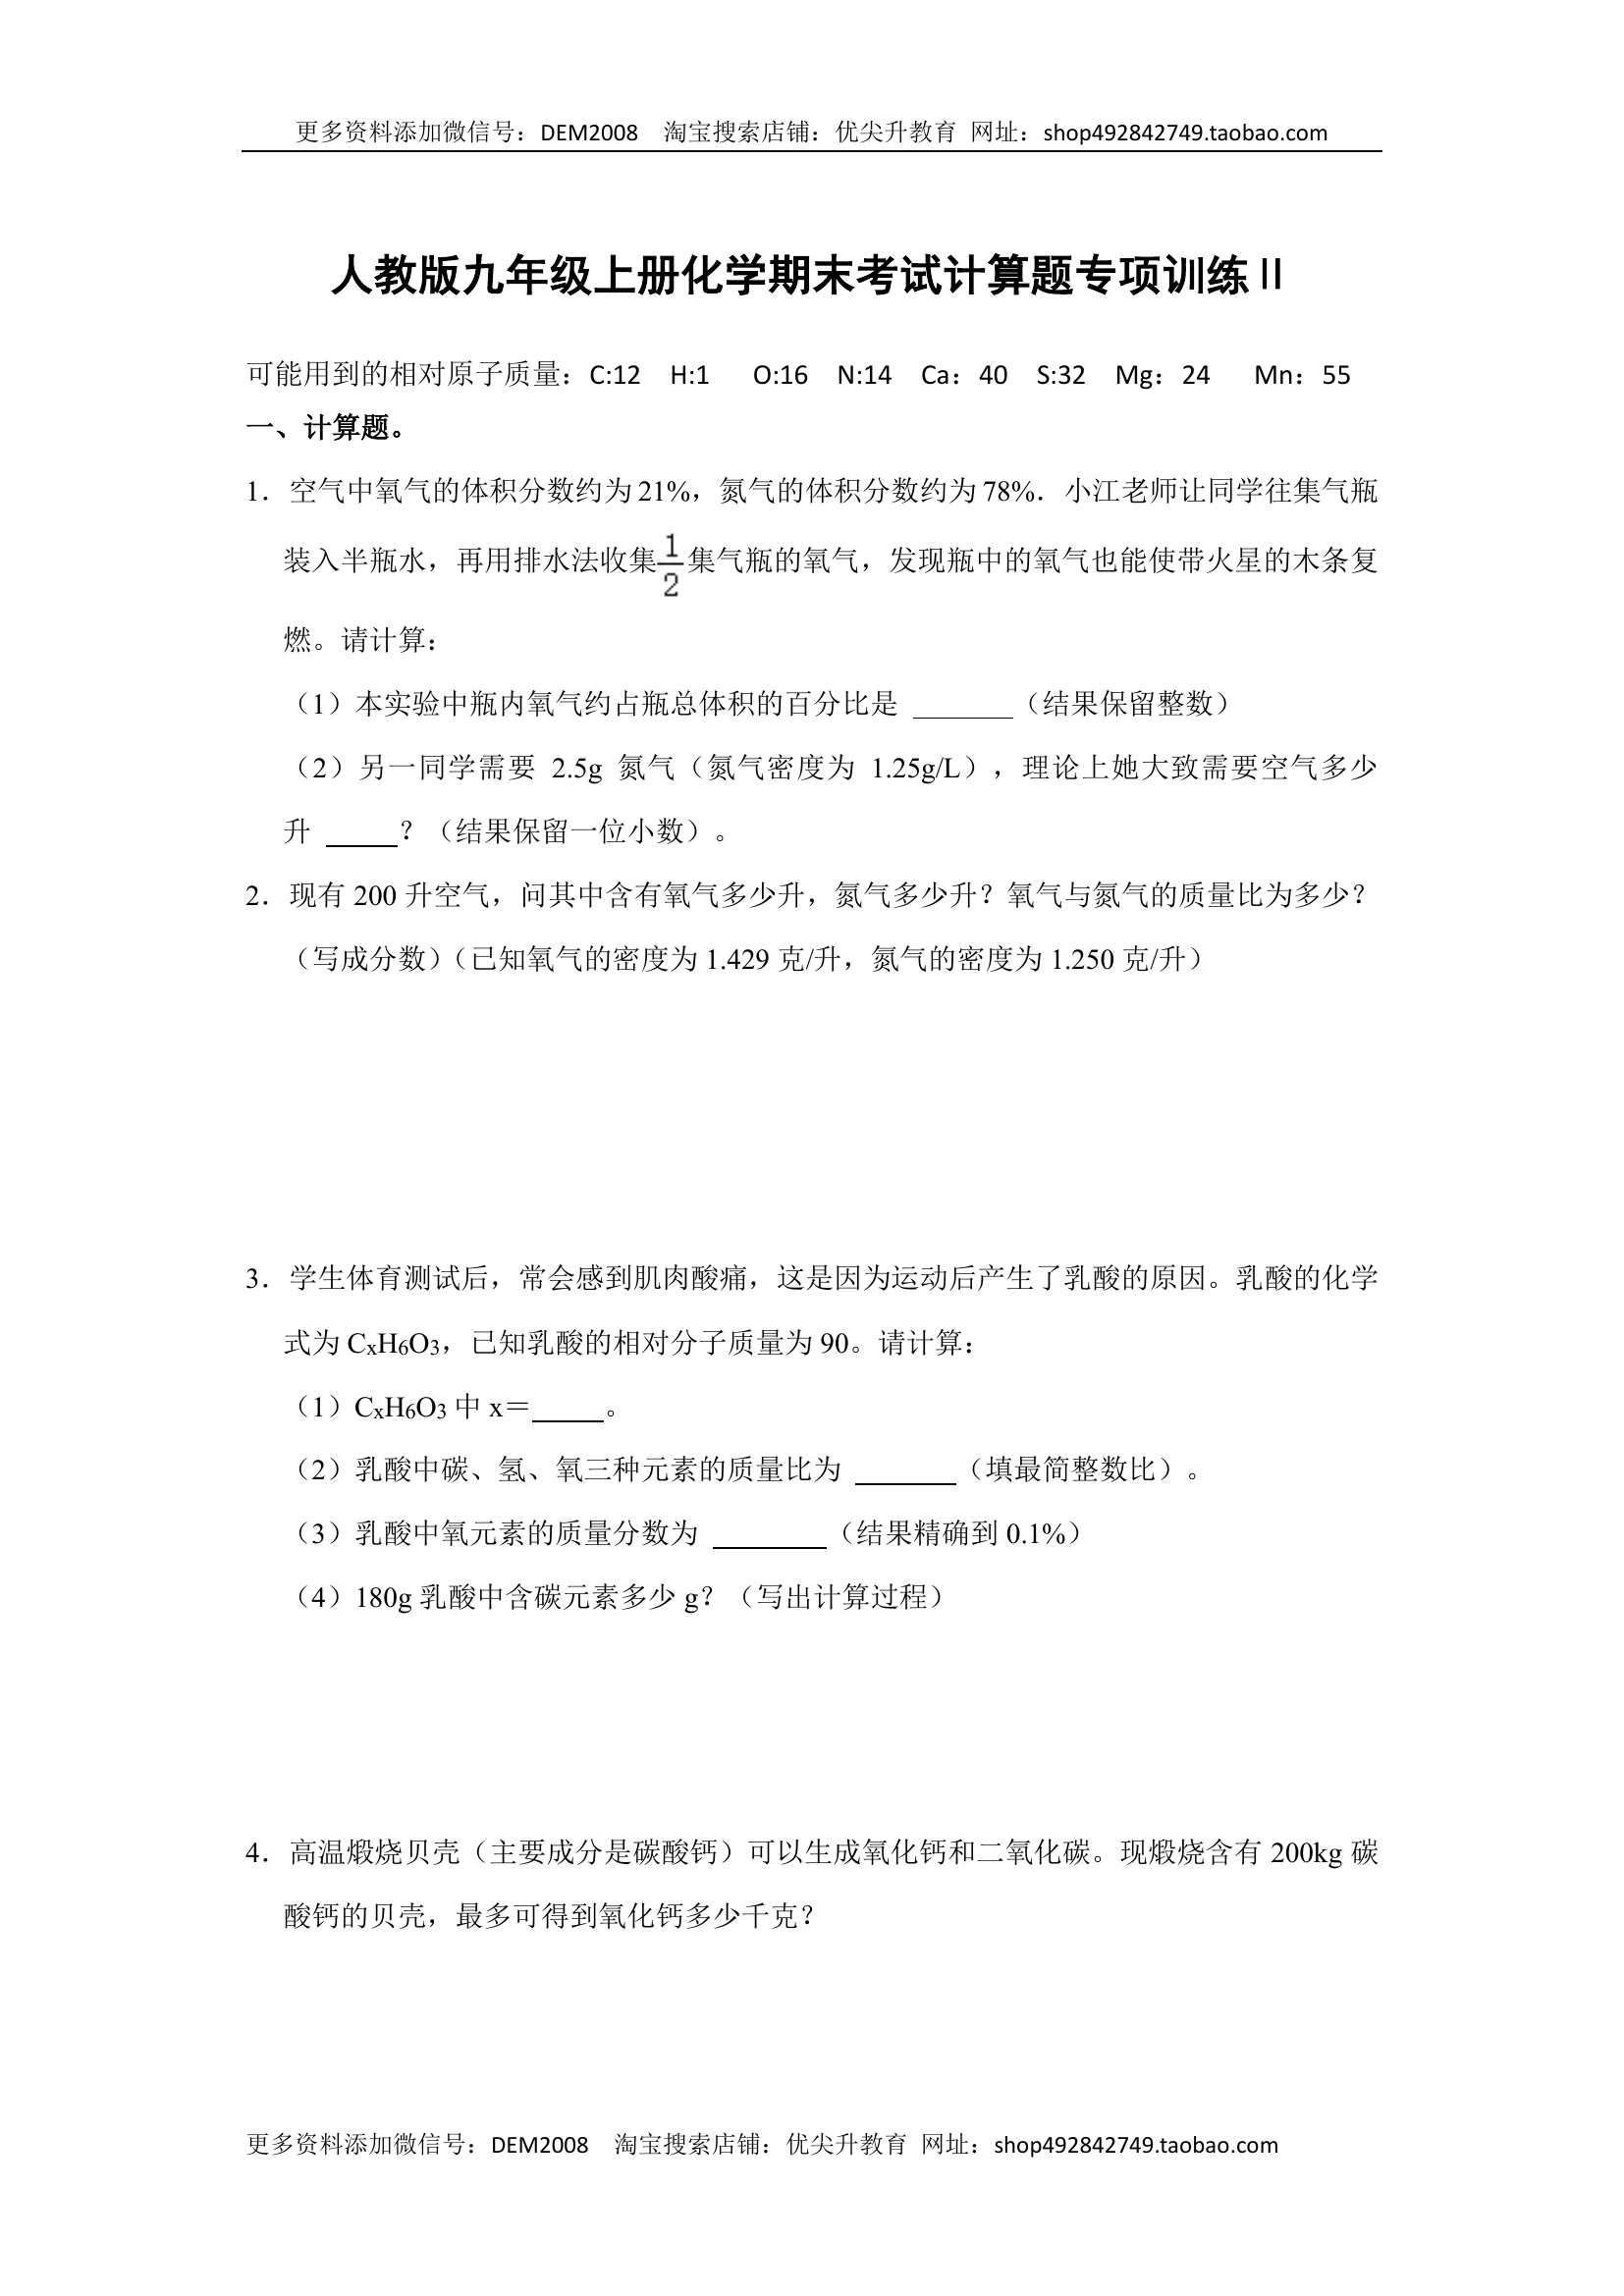 更多资料添加微信号：DEM2008 淘宝搜索店铺：优尖升教育 网址：shop492842749.taobao.com
人教版九年级上册化学期末考试计算题专项训练Ⅱ
可能用到的相对原子质量：C:12 H:1 O:16 N:14 Ca：40 S:32 Mg：24 Mn：55
一、计算题。
1．空气中氧气的体积分数约为 21%，氮气的体积分数约为 78%．小江老师让同学往集气瓶
装入半瓶水，再用排水法收集1/2集气瓶的氧气，发现瓶中的氧气也能使带火星的木条复
燃。请计算：
（1）本实验中瓶内氧气约占瓶总体积的百分比是 _______（结果保留整数）
（2）另一同学需要 2.5g 氮气（氮气密度为 1.25g/L），理论上她大致需要空气多少
升 _____？（结果保留一位小数）。
2．现有 200 升空气，问其中含有氧气多少升，氮气多少升？氧气与氮气的质量比为多少？
（写成分数）（已知氧气的密度为 1.429 克/升，氮气的密度为 1.250 克/升）
3．学生体育测试后，常会感到肌肉酸痛，这是因为运动后产生了乳酸的原因。乳酸的化学
式为 CxH6O3，已知乳酸的相对分子质量为 90。请计算：
（1）CxH6O3 中 x＝_____。
（2）乳酸中碳、氢、氧三种元素的质量比为 _______（填最简整数比）。
（3）乳酸中氧元素的质量分数为 ________（结果精确到 0.1%）
（4）180g 乳酸中含碳元素多少 g？（写出计算过程）
4．高温煅烧贝壳（主要成分是碳酸钙）可以生成氧化钙和二氧化碳。现煅烧含有 200kg 碳
酸钙的贝壳，最多可得到氧化钙多少千克？
更多资料添加微信号：DEM2008 淘宝搜索店铺：优尖升教育 网址：shop492842749.taobao.com